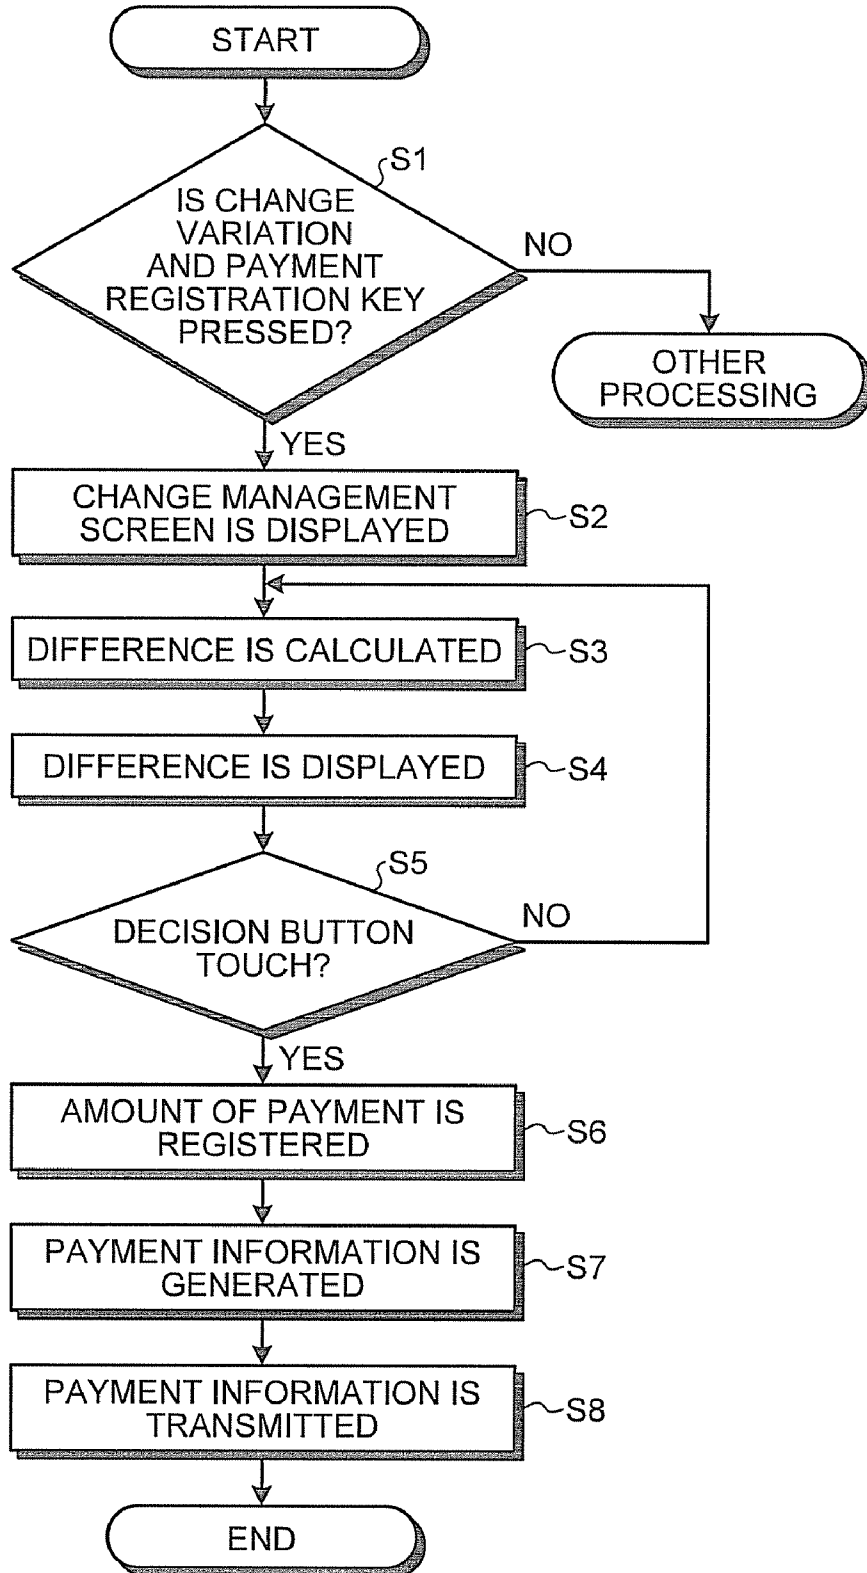 START
S1
IS CHANGE
VARIATION
AND PAYMENT
REGISTRATION KEY
PRESSED?
NO
OTHER
PROCESSING
YES
CHANGE MANAGEMENT
SCREEN IS DISPLAYED
S2
DIFFERENCE IS CALCULATED
S3
DIFFERENCE IS DISPLAYED
S4
S5
DECISION BUTTON
TOUCH?
NO
YES
AMOUNT OF PAYMENT IS
REGISTERED
S6
PAYMENT INFORMATION IS
GENERATED
S7
PAYMENT INFORMATION IS
TRANSMITTED
S8
END